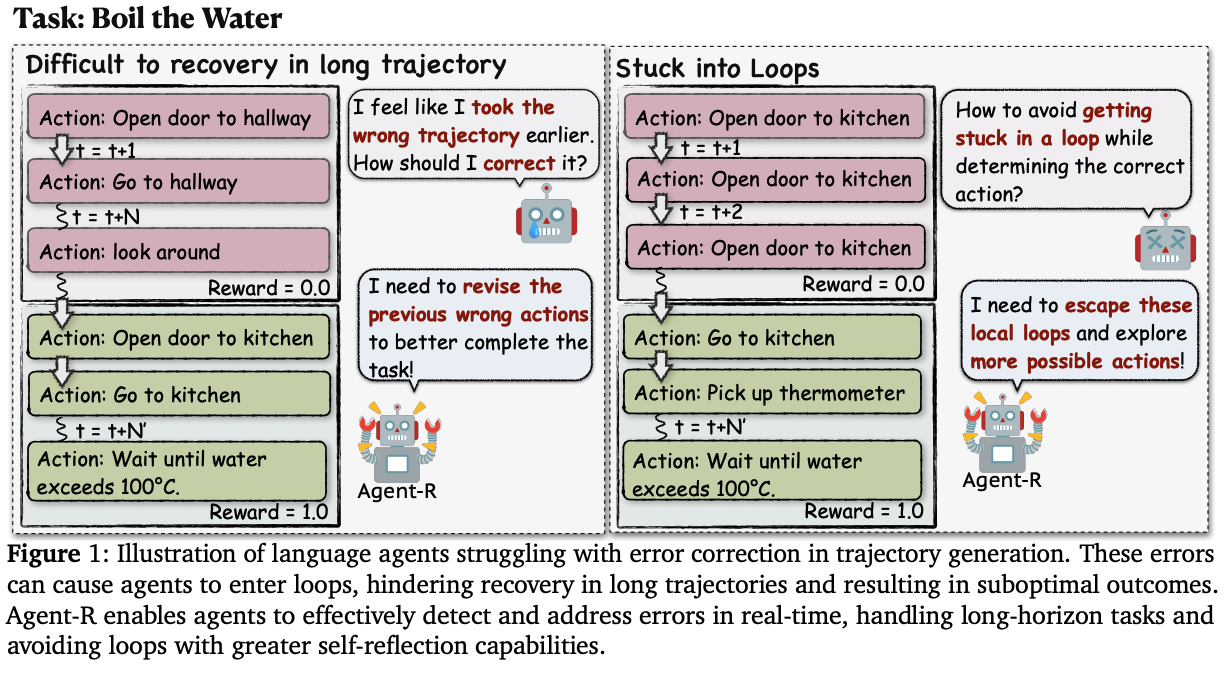 Task: Boil the Water
Difficult to recovery in long trajectory
Action: Open door to hallway
t = t+1
Action: Go to hallway
t = t+N
Action: look around
Reward = 0.0
Action: Open door to kitchen
Action: Go to kitchen
t = t+N'
Action: Wait until water
exceeds 100°C.
Reward = 1.0
I feel like I took the
wrong trajectory earlier.
How should I correct it?
I need to revise the
previous wrong actions
to better complete the
task!
Agent-R
Stuck into Loops
Action: Open door to kitchen
t = t+1
Action: Open door to kitchen
t = t+2
Action: Open door to kitchen
Reward = 0.0
Action: Go to kitchen
Action: Pick up thermometer
t = t+N'
Action: Wait until water
exceeds 100°C.
Reward = 1.0
How to avoid getting
stuck in a loop while
determining the correct
action?
I need to escape these
local loops and explore
more possible actions!
Agent-R
Figure 1: Illustration of language agents struggling with error correction in trajectory generation. These errors
can cause agents to enter loops, hindering recovery in long trajectories and resulting in suboptimal outcomes.
Agent-R enables agents to effectively detect and address errors in real-time, handling long-horizon tasks and
avoiding loops with greater self-reflection capabilities.